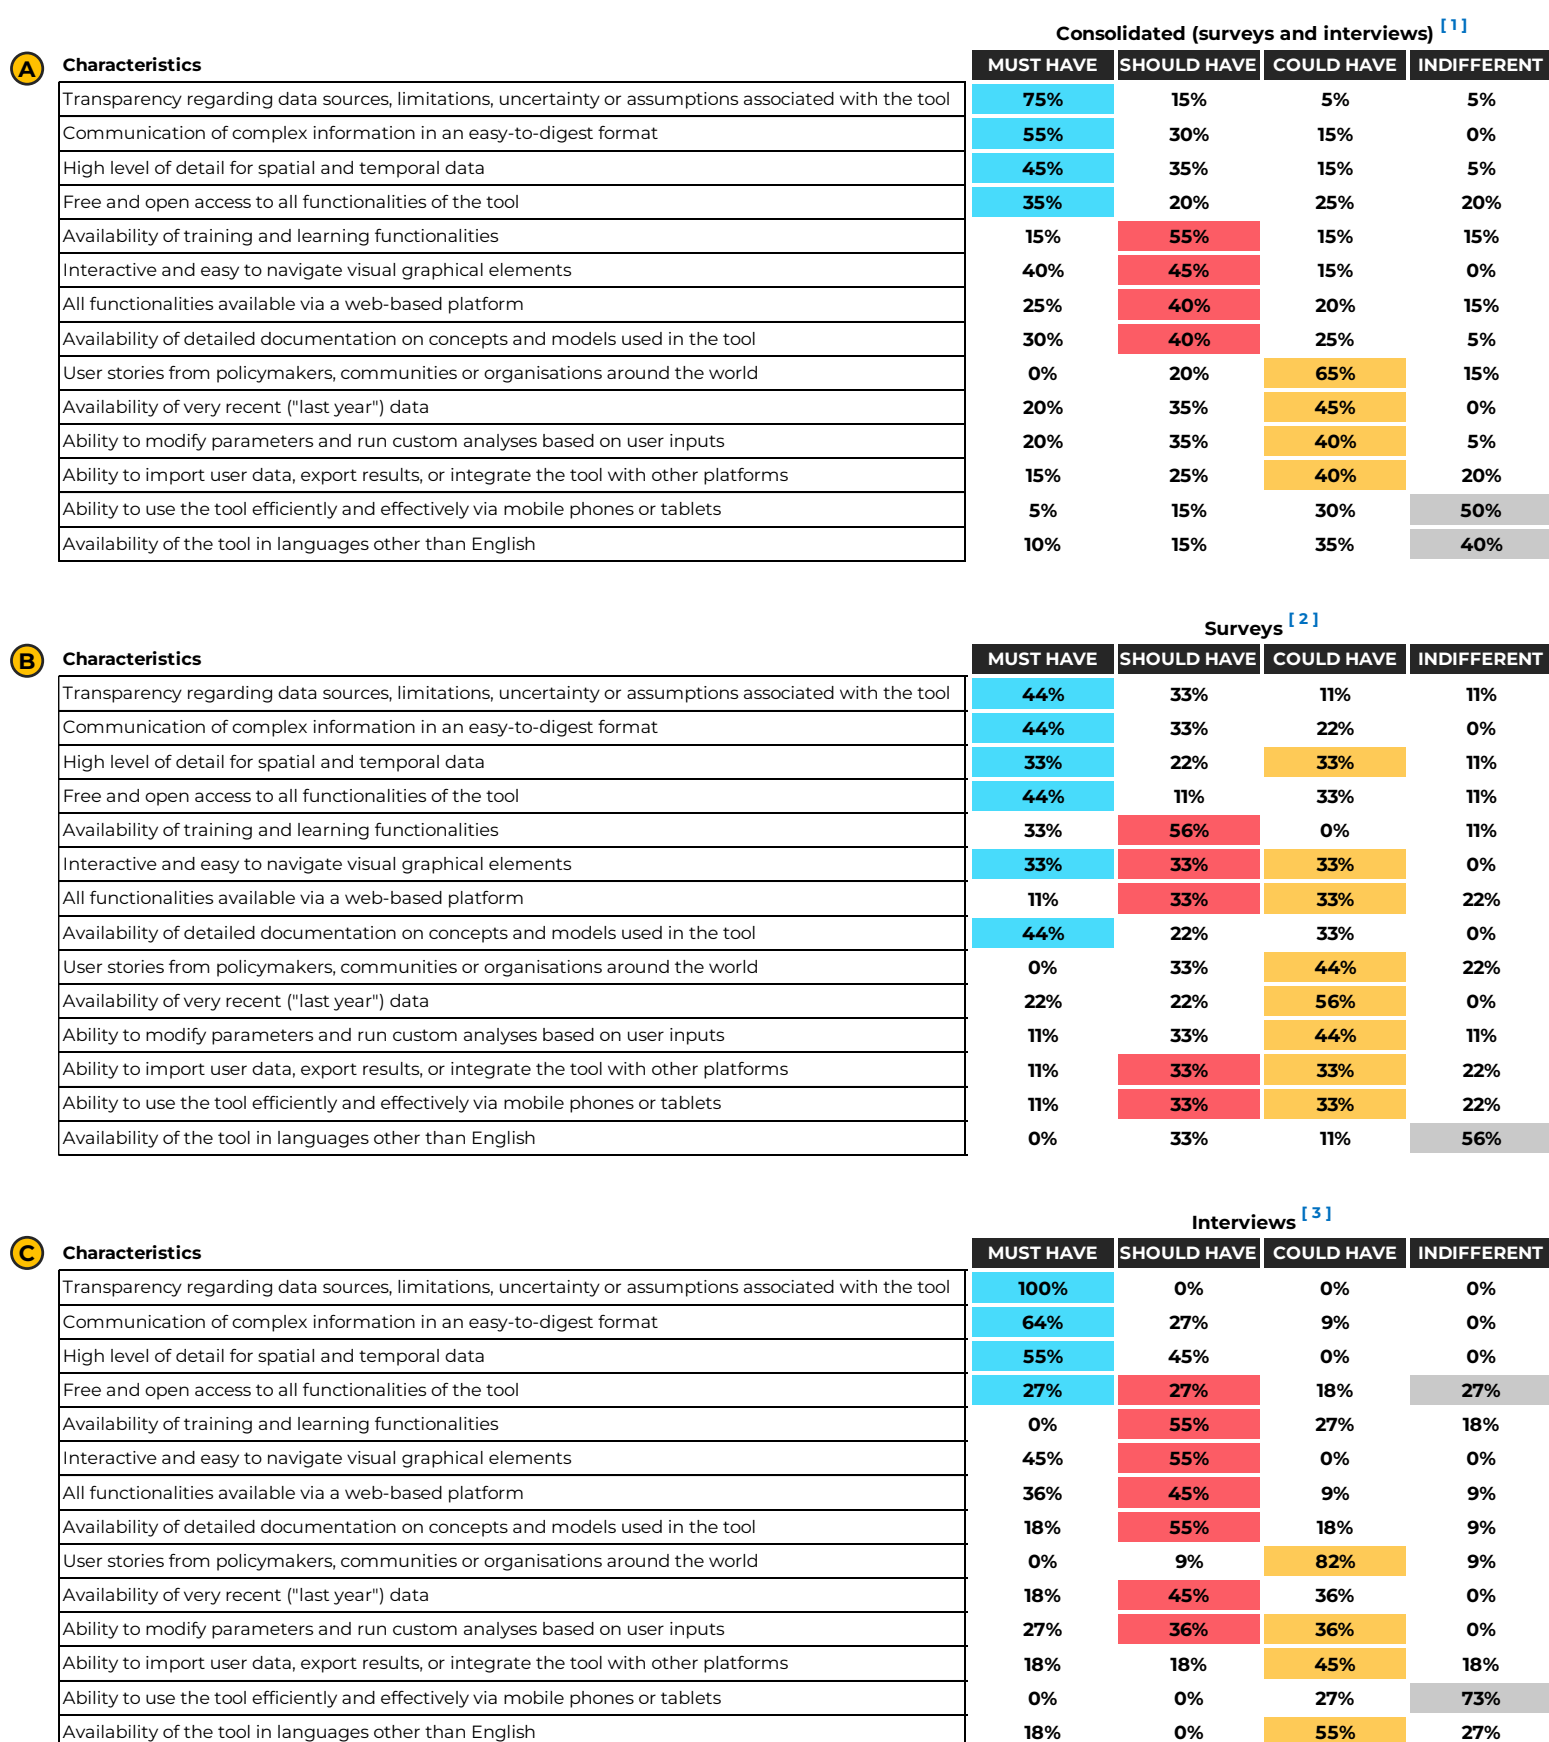 Consolidated (surveys and interviews) [ 1 ]
A Characteristics MUST HAVE SHOULD HAVE COULD HAVE INDIFFERENT
Transparency regarding data sources, limitations, uncertainty or assumptions associated with the tool 75% 15% 5% 5%
Communication of complex information in an easy-to-digest format 55% 30% 15% 0%
High level of detail for spatial and temporal data 45% 35% 15% 5%
Free and open access to all functionalities of the tool 35% 20% 25% 20%
Availability of training and learning functionalities 15% 55% 15% 15%
Interactive and easy to navigate visual graphical elements 40% 45% 15% 0%
All functionalities available via a web-based platform 25% 40% 20% 15%
Availability of detailed documentation on concepts and models used in the tool 30% 40% 25% 5%
User stories from policymakers, communities or organisations around the world 0% 20% 65% 15%
Availability of very recent ("last year") data 20% 35% 45% 0%
Ability to modify parameters and run custom analyses based on user inputs 20% 35% 40% 5%
Ability to import user data, export results, or integrate the tool with other platforms 15% 25% 40% 20%
Ability to use the tool efficiently and effectively via mobile phones or tablets 5% 15% 30% 50%
Availability of the tool in languages other than English 10% 15% 35% 40%
Surveys [ 2 ]
B Characteristics MUST HAVE SHOULD HAVE COULD HAVE INDIFFERENT
Transparency regarding data sources, limitations, uncertainty or assumptions associated with the tool 44% 33% 11% 11%
Communication of complex information in an easy-to-digest format 44% 33% 22% 0%
High level of detail for spatial and temporal data 33% 22% 33% 11%
Free and open access to all functionalities of the tool 44% 11% 33% 11%
Availability of training and learning functionalities 33% 56% 0% 11%
Interactive and easy to navigate visual graphical elements 33% 33% 33% 0%
All functionalities available via a web-based platform 11% 33% 33% 22%
Availability of detailed documentation on concepts and models used in the tool 44% 22% 33% 0%
User stories from policymakers, communities or organisations around the world 0% 33% 44% 22%
Availability of very recent ("last year") data 22% 22% 56% 0%
Ability to modify parameters and run custom analyses based on user inputs 11% 33% 44% 11%
Ability to import user data, export results, or integrate the tool with other platforms 11% 33% 33% 22%
Ability to use the tool efficiently and effectively via mobile phones or tablets 11% 33% 33% 22%
Availability of the tool in languages other than English 0% 33% 11% 56%
Interviews [ 3 ]
C Characteristics MUST HAVE SHOULD HAVE COULD HAVE INDIFFERENT
Transparency regarding data sources, limitations, uncertainty or assumptions associated with the tool 100% 0% 0% 0%
Communication of complex information in an easy-to-digest format 64% 27% 9% 0%
High level of detail for spatial and temporal data 55% 45% 0% 0%
Free and open access to all functionalities of the tool 27% 27% 18% 27%
Availability of training and learning functionalities 0% 55% 27% 18%
Interactive and easy to navigate visual graphical elements 45% 55% 0% 0%
All functionalities available via a web-based platform 36% 45% 9% 9%
Availability of detailed documentation on concepts and models used in the tool 18% 55% 18% 9%
User stories from policymakers, communities or organisations around the world 0% 9% 82% 9%
Availability of very recent ("last year") data 18% 45% 36% 0%
Ability to modify parameters and run custom analyses based on user inputs 27% 36% 36% 0%
Ability to import user data, export results, or integrate the tool with other platforms 18% 18% 45% 18%
Ability to use the tool efficiently and effectively via mobile phones or tablets 0% 0% 27% 73%
Availability of the tool in languages other than English 18% 0% 55% 27%